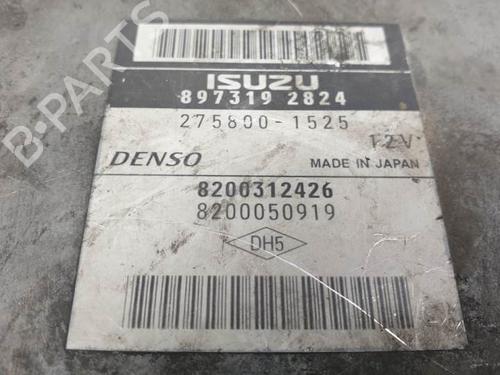 ISUZU
897319 2824
275800-1525
12V
DENSO MADE IN JAPAN
8200312426
8200050919
DH5
B-PARTS